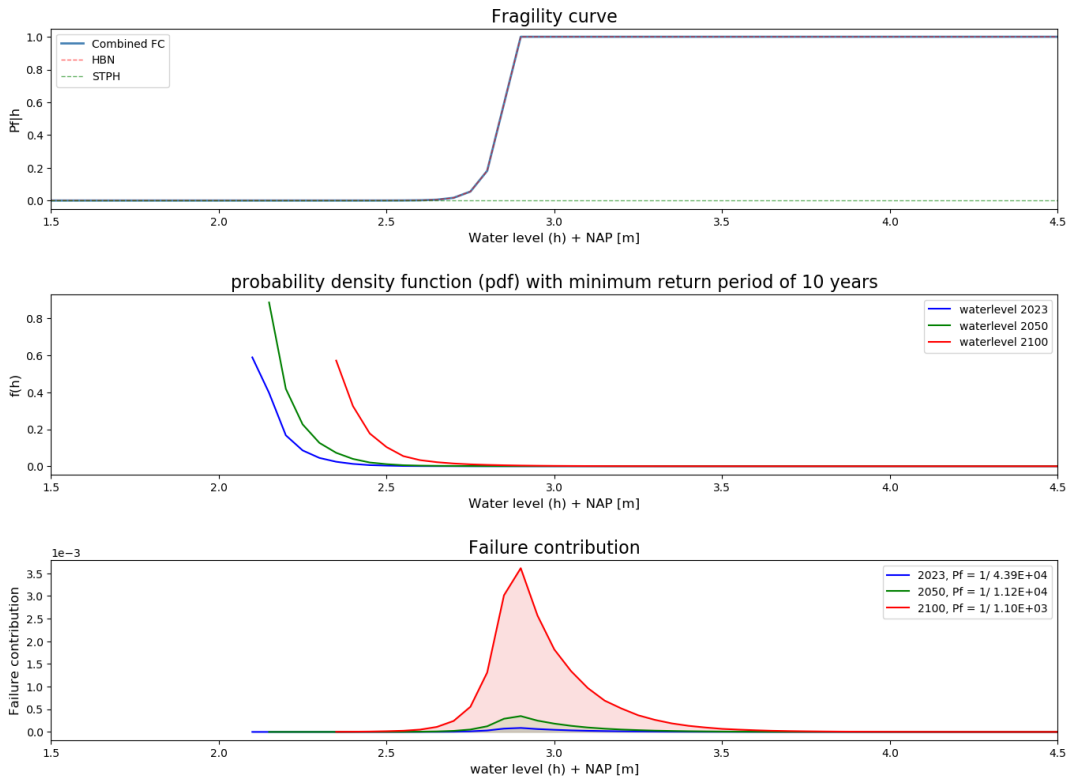 Fragility curve
1.0
0.8
0.6
0.4
0.2
0.0
Pf|h
Combined FC
HBN
STPH
1.5 2.0 2.5 3.0 3.5 4.0 4.5
Water level (h) + NAP [m]
probability density function (pdf) with minimum return period of 10 years
0.8
0.6
0.4
0.2
0.0
f(h)
waterlevel 2023
waterlevel 2050
waterlevel 2100
1.5 2.0 2.5 3.0 3.5 4.0 4.5
Water level (h) + NAP [m]
Failure contribution
1e−3
3.5
3.0
2.5
2.0
1.5
1.0
0.5
0.0
Failure contribution
2023, Pf = 1/ 4.39E+04
2050, Pf = 1/ 1.12E+04
2100, Pf = 1/ 1.10E+03
1.5 2.0 2.5 3.0 3.5 4.0 4.5
water level (h) + NAP [m]